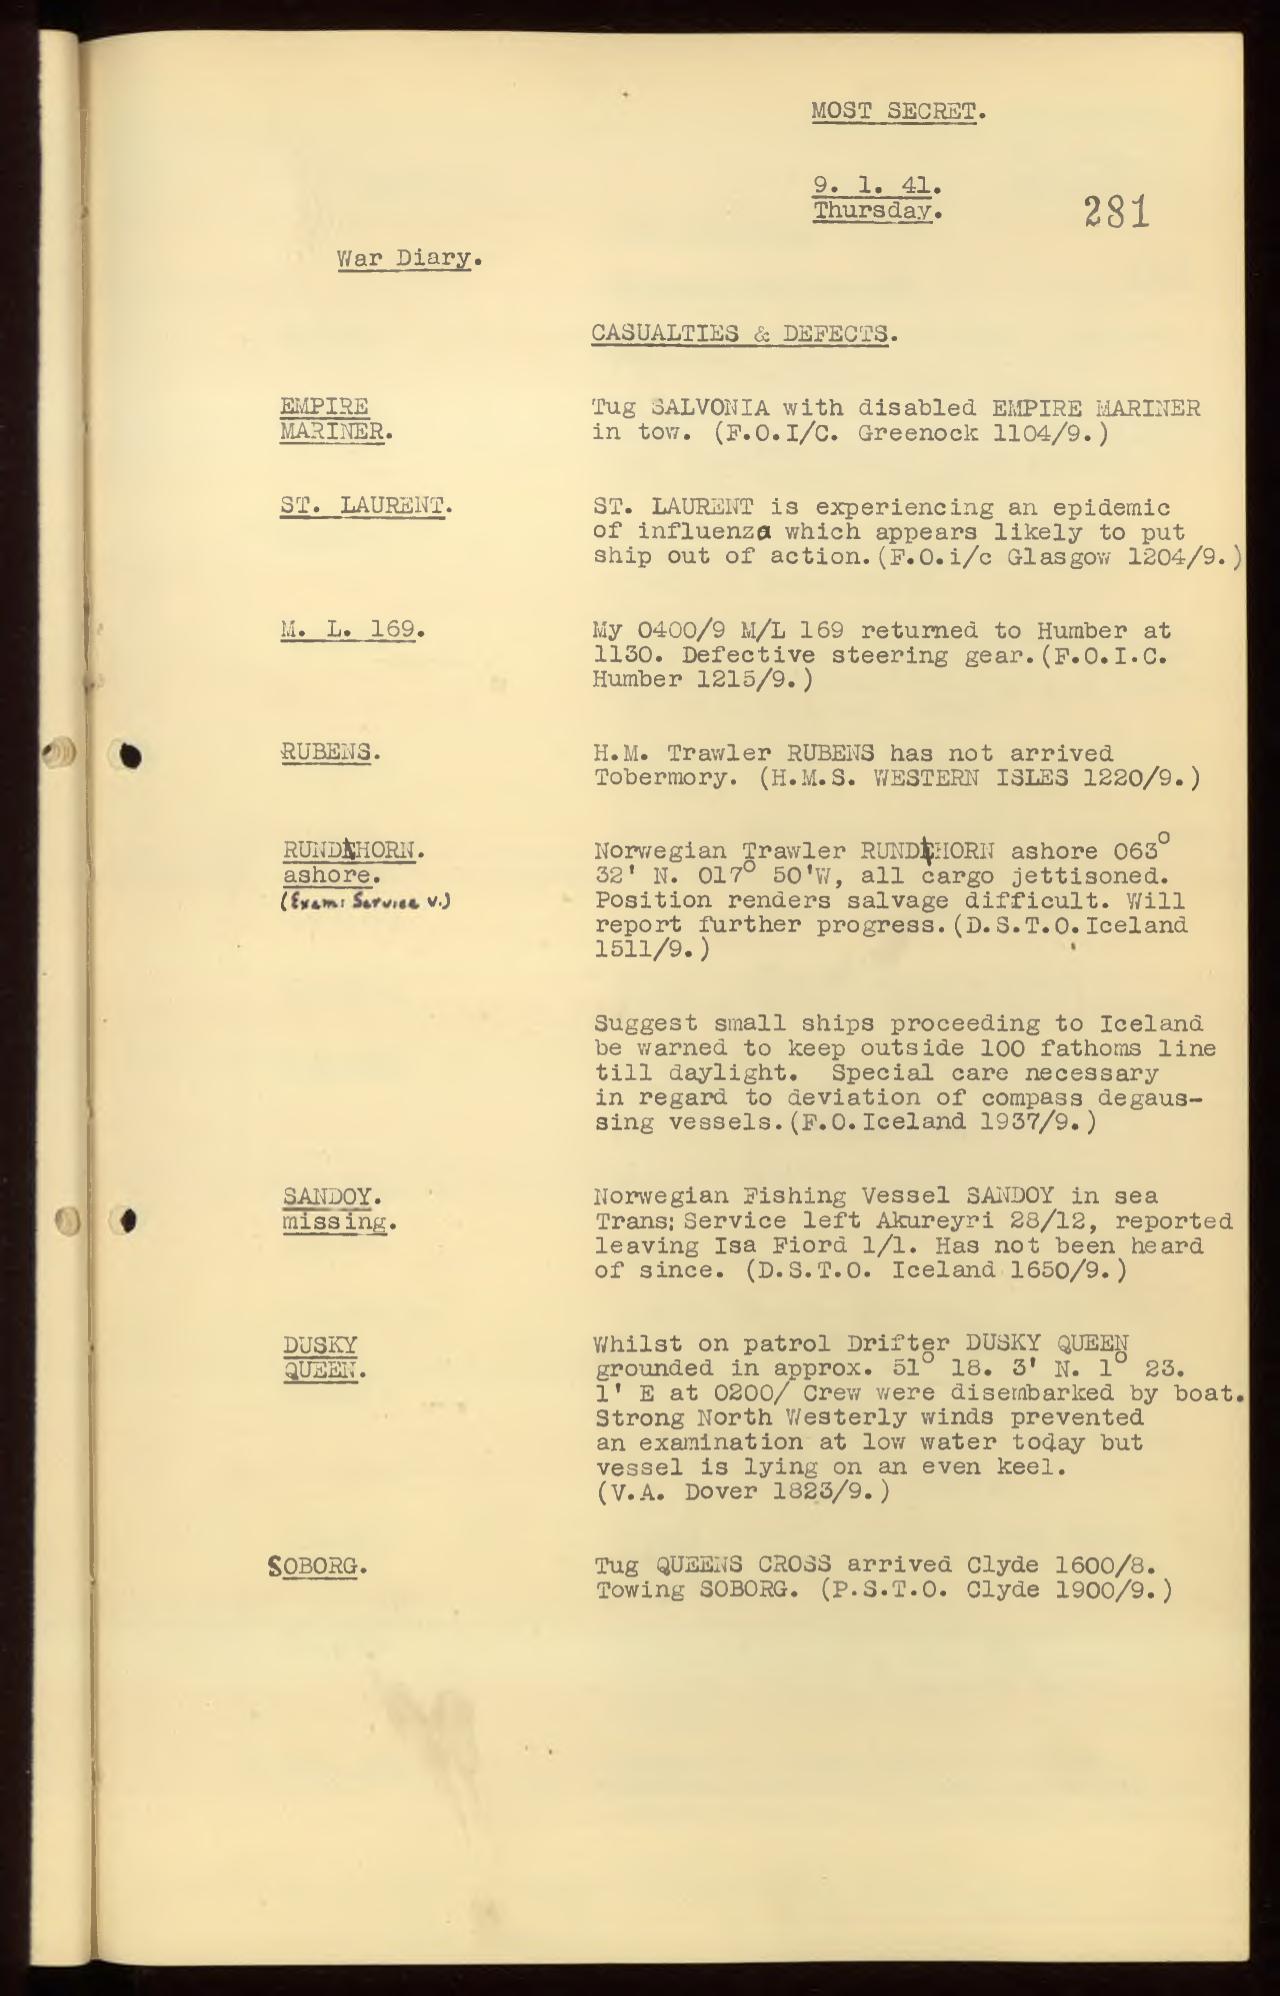 MOST SECRET.
9. 1. 41.
Thursday.
281
War Diary.
CASUALTIES & DEFECTS.
EMPIRE
MARINER.
Tug SALVONIA with disabled EMPIRE MARINER
in tow. (F.O.I/C. Greenock 1104/9.)
ST. LAURENT.
ST. LAURENT is experiencing an epidemic
of influenza which appears likely to put
ship out of action.(F.O.i/c Glasgow 1204/9.)
M. L. 169.
My 0400/9 M/L 169 returned to Humber at
1130. Defective steering gear.(F.O.I.C.
Humber 1215/9.)
RUBENS.
H.M. Trawler RUBENS has not arrived
Tobermory. (H.M.S. WESTERN ISLES 1220/9.)
ashore.
(Exam: Service V.)
Norwegian Trawler ashore 063°
32' N. 017° 50'W, all cargo jettisoned.
Position renders salvage difficult. Will
report further progress.(D.S.T.O.Iceland
1511/9.)
Suggest small ships proceeding to Iceland
be warned to keep outside 100 fathoms line
till daylight. Special care necessary
in regard to deviation of compass degaus-
sing vessels.(F.O.Iceland 1937/9.)
SANDOY.
missing.
Norwegian Fishing Vessel SANDOY in sea
Trans; Service left Akureyri 28/12, reported
leaving Isa Fiord 1/1. Has not been heard
of since. (D.S.T.O. Iceland 1650/9.)
DUSKY
QUEEN.
Whilst on patrol Drifter DUSKY QUEEN
grounded in approx. 51° 18. 3' N. 1° 23.
1' E at 0200/ Crew were disembarked by boat.
Strong North Westerly winds prevented
an examination at low water today but
vessel is lying on an even keel.
(V.A. Dover 1823/9.)
SOBORG.
Tug QUEENS CROSS arrived Clyde 1600/8.
Towing SOBORG. (P.S.T.O. Clyde 1900/9.)